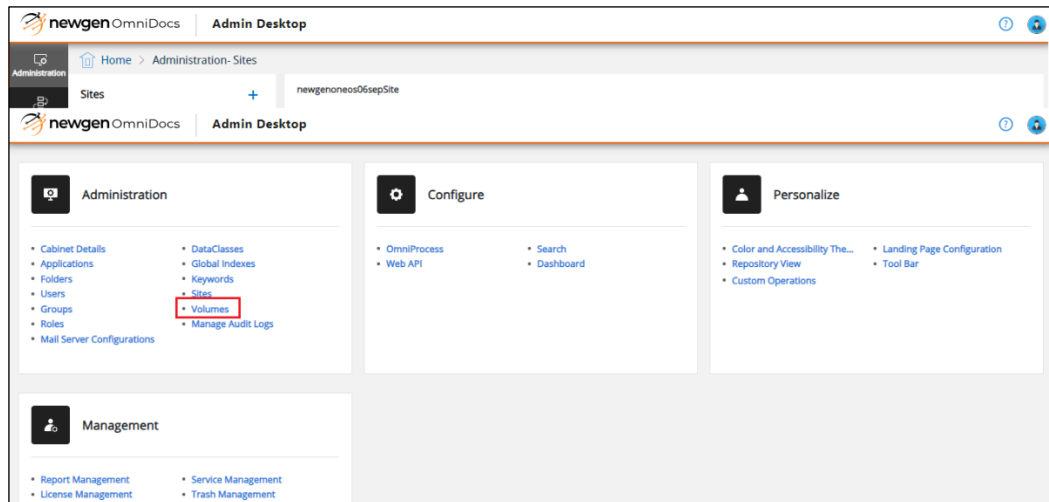 newgen OmniDocs Admin Desktop
?
Administration
Home > Administration- Sites
Sites +
newgenoneos06sepSite
newgen OmniDocs Admin Desktop
?
Administration
• Cabinet Details
• Applications
• Folders
• Users
• Groups
• Roles
• Mail Server Configurations
• DataClasses
• Global Indexes
• Keywords
• Sites
• Volumes
• Manage Audit Logs
Configure
• OmniProcess
• Web API
• Search
• Dashboard
Personalize
• Color and Accessibility The...
• Repository View
• Custom Operations
• Landing Page Configuration
• Tool Bar
Management
• Report Management
• License Management
• Service Management
• Trash Management